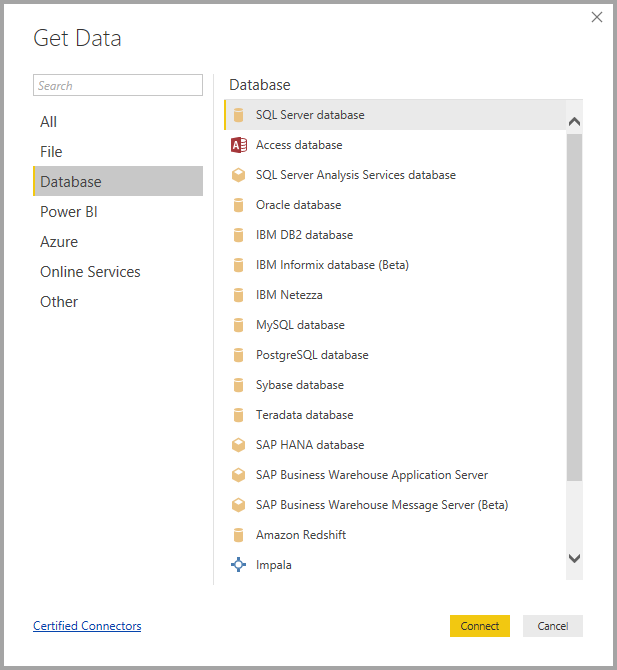 Get Data
Search
All
File
Database
Power BI
Azure
Online Services
Other
Database
SQL Server database
Access database
SQL Server Analysis Services database
Oracle database
IBM DB2 database
IBM Informix database (Beta)
IBM Netezza
MySQL database
PostgreSQL database
Sybase database
Teradata database
SAP HANA database
SAP Business Warehouse Application Server
SAP Business Warehouse Message Server (Beta)
Amazon Redshift
Impala
Certified Connectors
Connect
Cancel